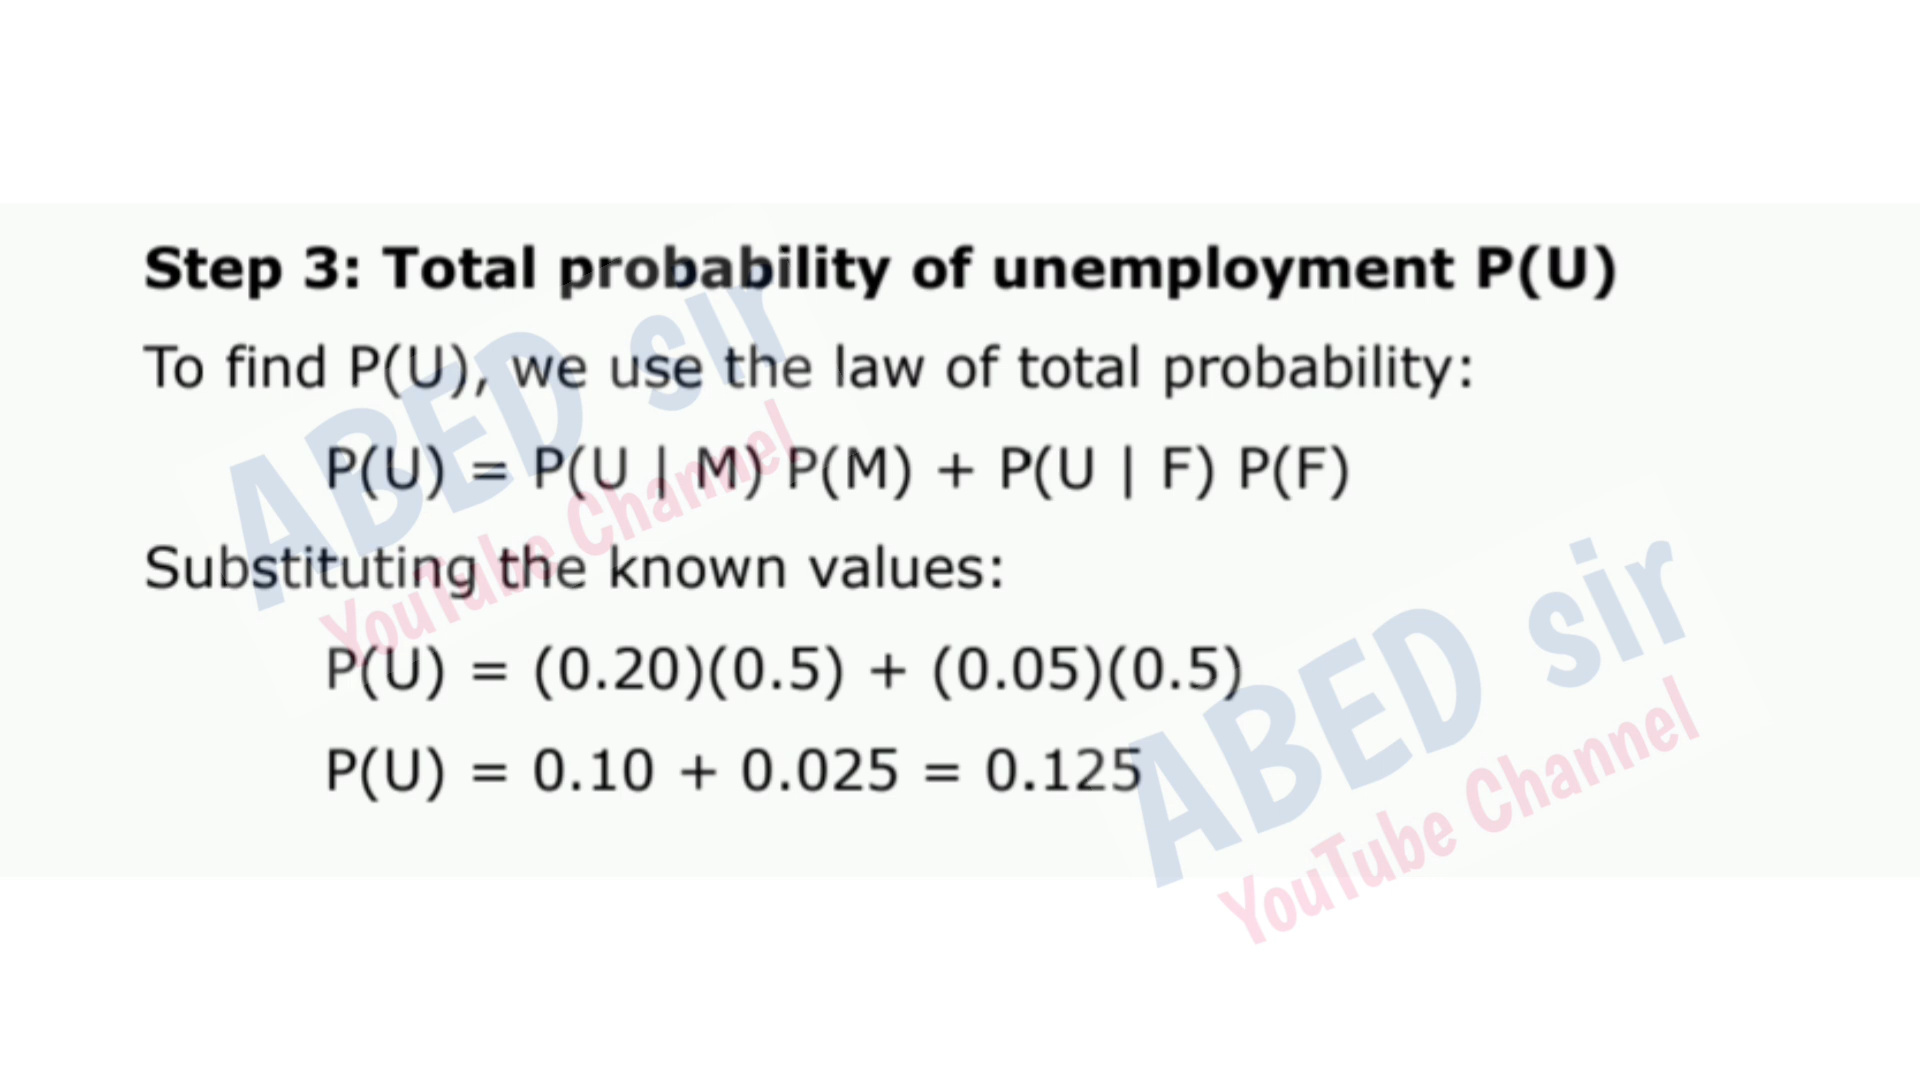 Step 3: Total probability of unemployment P(U)
To find P(U), we use the law of total probability:
P(U) = P(U | M) P(M) + P(U | F) P(F)
Substituting the known values:
P(U) = (0.20)(0.5) + (0.05)(0.5)
P(U) = 0.10 + 0.025 = 0.125
ABED sir
YouTube Channel
ABED sir
YouTube Channel